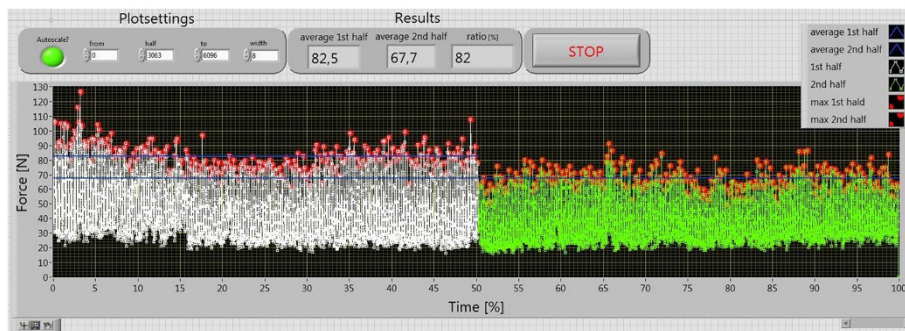 Plotsettings
Results
Autoscale?
from
half
to
width
0
3063
6096
8
average 1st half
average 2nd half
ratio [%]
82,5
67,7
82
STOP
average 1st half
average 2nd half
1st half
2nd half
max 1st hald
max 2nd half
Force [N]
130
120
110
100
90
80
70
60
50
40
30
20
10
0
0 5 10 15 20 25 30 35 40 45 50 55 60 65 70 75 80 85 90 95 100
Time [%]